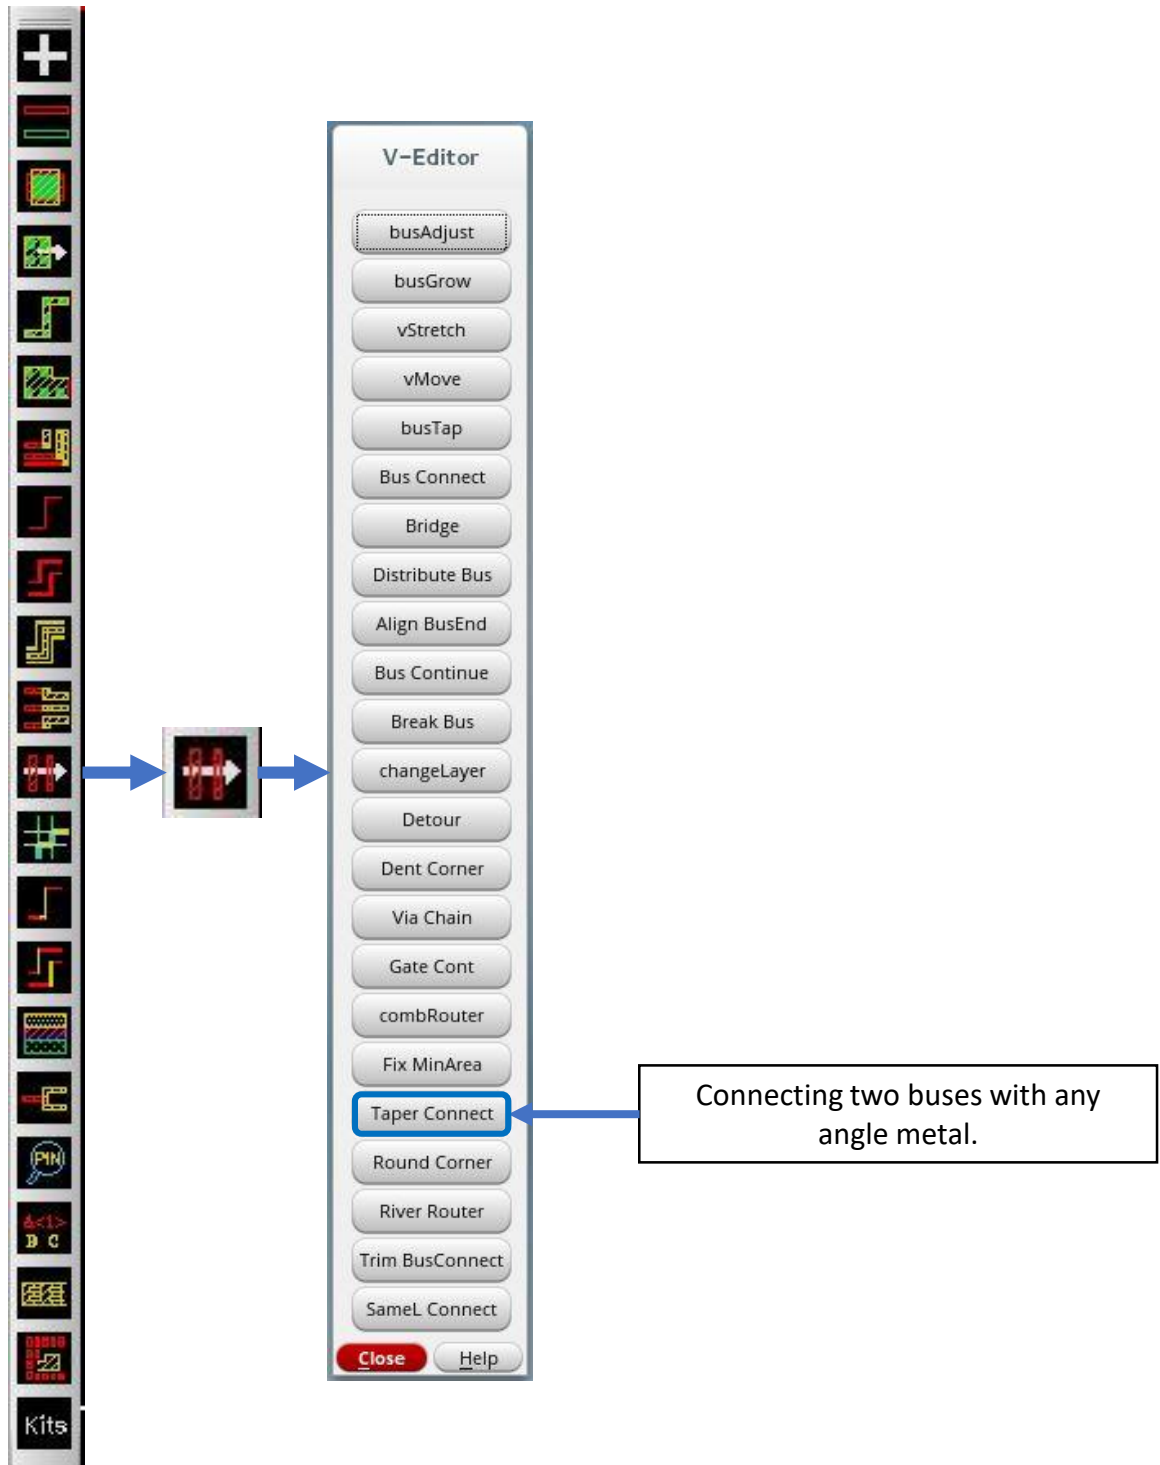 V-Editor
busAdjust
busGrow
vStretch
vMove
busTap
Bus Connect
Bridge
Distribute Bus
Align BusEnd
Bus Continue
Break Bus
changeLayer
Detour
Dent Corner
Via Chain
Gate Cont
combRouter
Fix MinArea
Taper Connect
Round Corner
River Router
Trim BusConnect
SameL Connect
Close Help
Connecting two buses with any
angle metal.
PIN
&<1>
B C
Kits